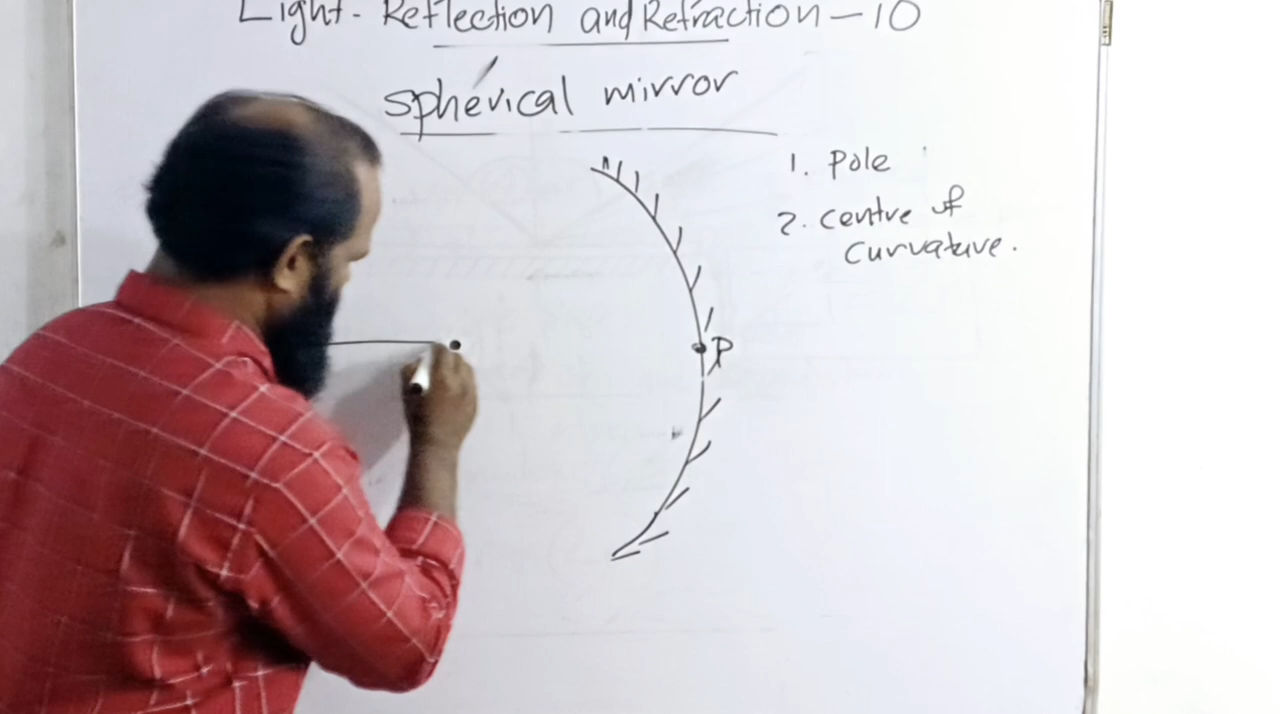 Light - Reflection and Refraction - 10
spherical mirror
1. pole
2. centre of
curvature.
P